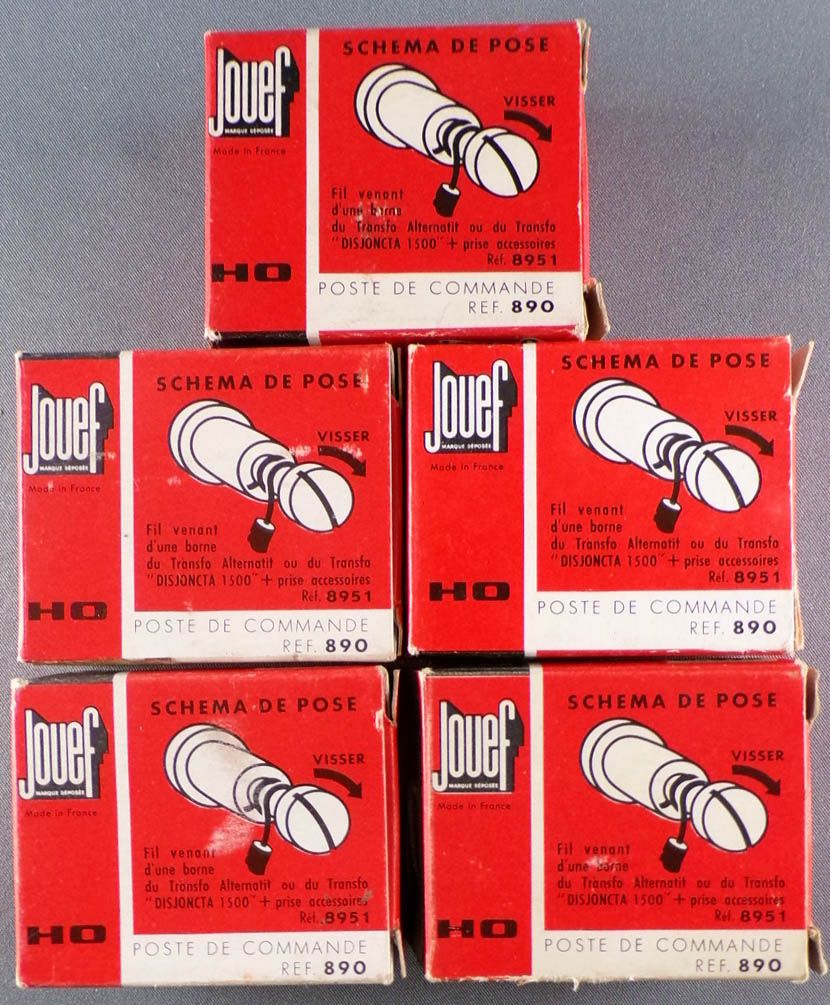 Jouef
MARQUE DÉPOSÉE
Made in France
HO
SCHEMA DE POSE
VISSER
Fil venant
d'une borne
du Transfo Alternatif ou du Transfo
"DISJONCTA 1500" + prise accessoires
Réf. 8951
POSTE DE COMMANDE
REF. 890
Jouef
MARQUE DÉPOSÉE
Made in France
HO
SCHEMA DE POSE
VISSER
Fil venant
d'une borne
du Transfo Alternatif ou du Transfo
"DISJONCTA 1500" + prise accessoires
Réf. 8951
POSTE DE COMMANDE
REF. 890
Jouef
MARQUE DÉPOSÉE
Made in France
HO
SCHEMA DE POSE
VISSER
Fil venant
d'une borne
du Transfo Alternatif ou du Transfo
"DISJONCTA 1500" + prise accessoires
Réf. 8951
POSTE DE COMMANDE
REF. 890
Jouef
MARQUE DÉPOSÉE
Made in France
HO
SCHEMA DE POSE
VISSER
Fil venant
d'une borne
du Transfo Alternatif ou du Transfo
"DISJONCTA 1500" + prise accessoires
Réf. 8951
POSTE DE COMMANDE
REF. 890
Jouef
MARQUE DÉPOSÉE
Made in France
HO
SCHEMA DE POSE
VISSER
Fil venant
d'une borne
du Transfo Alternatif ou du Transfo
"DISJONCTA 1500" + prise accessoires
Réf. 8951
POSTE DE COMMANDE
REF. 890